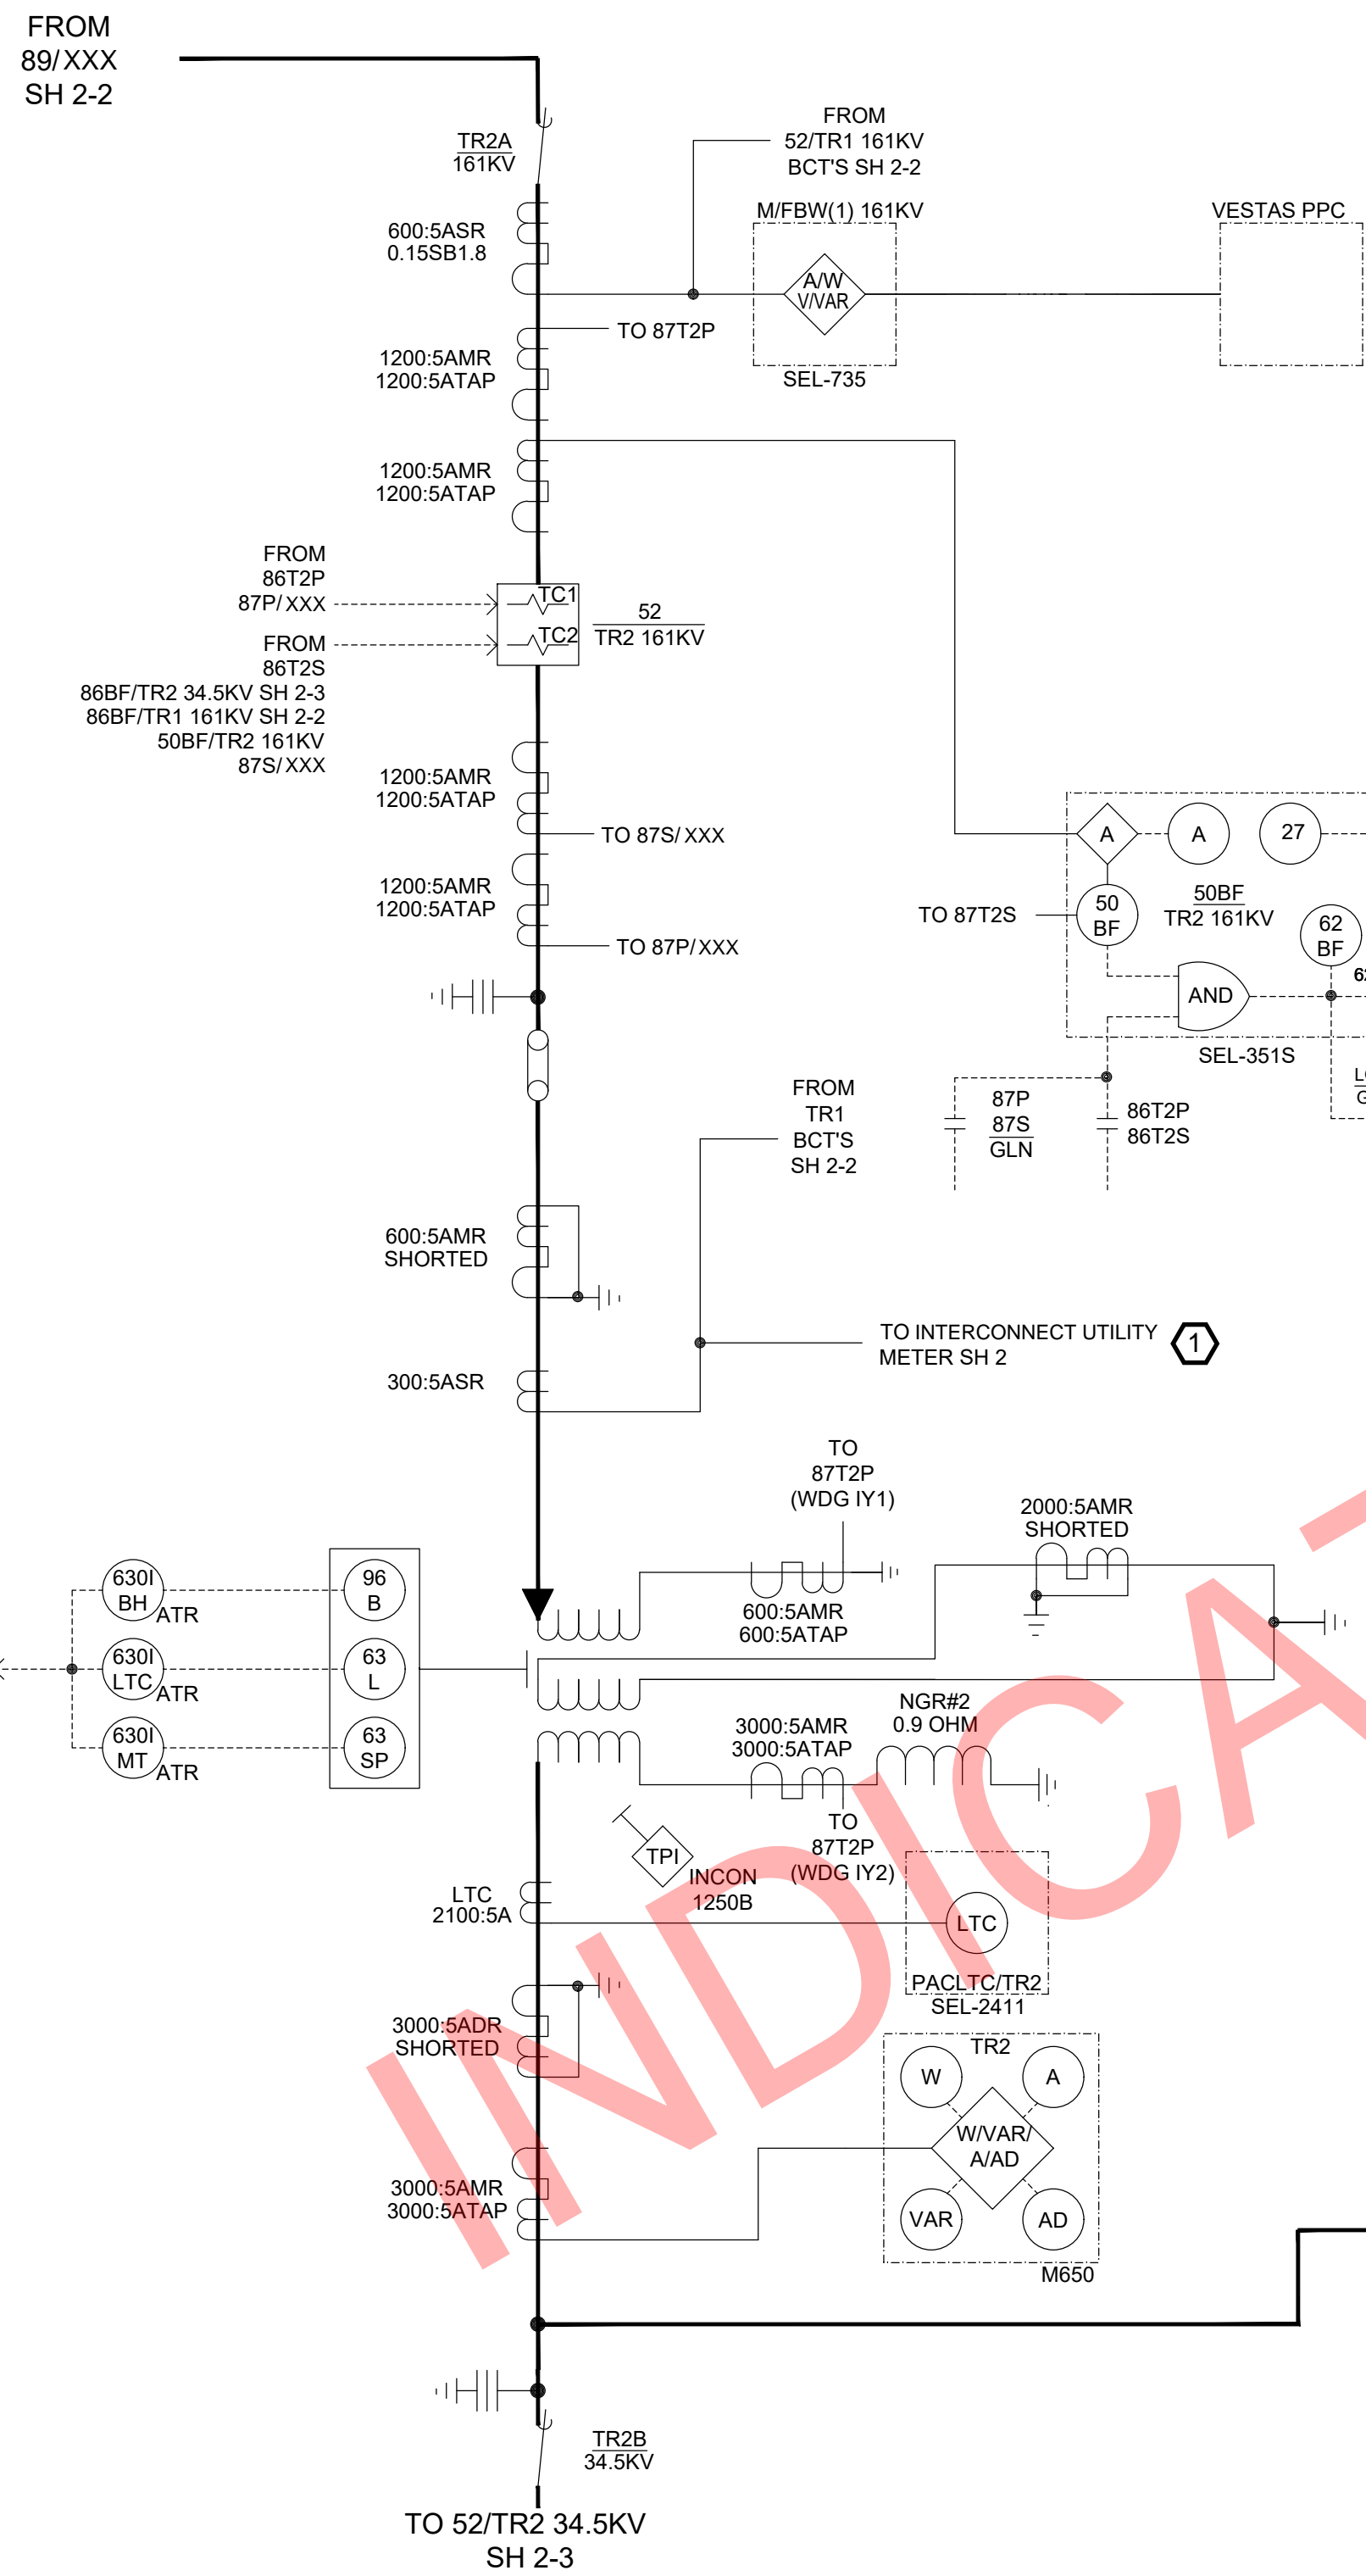 FROM
89/XXX
SH 2-2
TR2A
161KV
FROM
52/TR1 161KV
BCT'S SH 2-2
600:5ASR
0.15SB1.8
M/FBW(1) 161KV
A/W
V/VAR
SEL-735
VESTAS PPC
TO 87T2P
1200:5AMR
1200:5ATAP
1200:5AMR
1200:5ATAP
FROM
86T2P
87P/XXX
TC1
TC2
52
TR2 161KV
FROM
86T2S
86BF/TR2 34.5KV SH 2-3
86BF/TR1 161KV SH 2-2
50BF/TR2 161KV
87S/XXX
1200:5AMR
1200:5ATAP
TO 87S/XXX
1200:5AMR
1200:5ATAP
TO 87P/XXX
A
A
27
TO 87T2S
50
BF
50BF
TR2 161KV
62
BF
AND
SEL-351S
87P
87S
GLN
86T2P
86T2S
FROM
TR1
BCT'S
SH 2-2
600:5AMR
SHORTED
TO INTERCONNECT UTILITY
METER SH 2
1
300:5ASR
TO
87T2P
(WDG IY1)
2000:5AMR
SHORTED
600:5AMR
600:5ATAP
630I
BH
ATR
96
B
630I
LTC
ATR
63
L
630I
MT
ATR
63
SP
NGR#2
0.9 OHM
3000:5AMR
3000:5ATAP
TO
87T2P
(WDG IY2)
TPI
INCON
1250B
LTC
2100:5A
LTC
PACLTC/TR2
SEL-2411
3000:5ADR
SHORTED
TR2
W
A
W/VAR/
A/AD
VAR
AD
M650
3000:5AMR
3000:5ATAP
TR2B
34.5KV
TO 52/TR2 34.5KV
SH 2-3